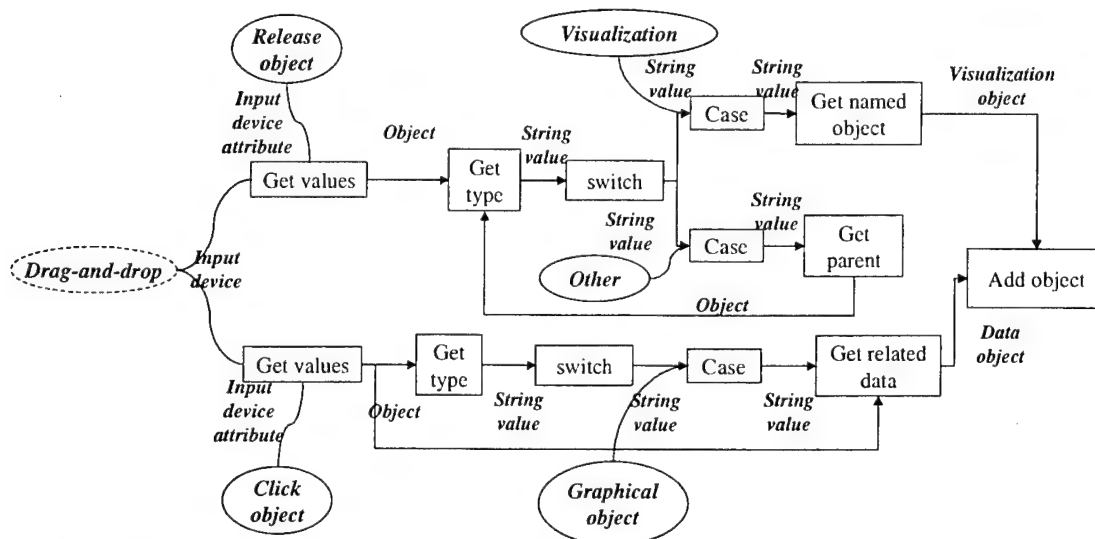 Release
object
Visualization
String
value
String
value
Visualization
object
Input
device
attribute
Object
String
value
Case
Get named
object
Get values
Get
type
switch
String
value
String
value
Case
Get
parent
Drag-and-drop
Input
device
Other
Object
Add object
Data
object
Get values
Get
type
switch
Case
Get related
data
Input
device
attribute
Object
String
value
String
value
String
value
Click
object
Graphical
object